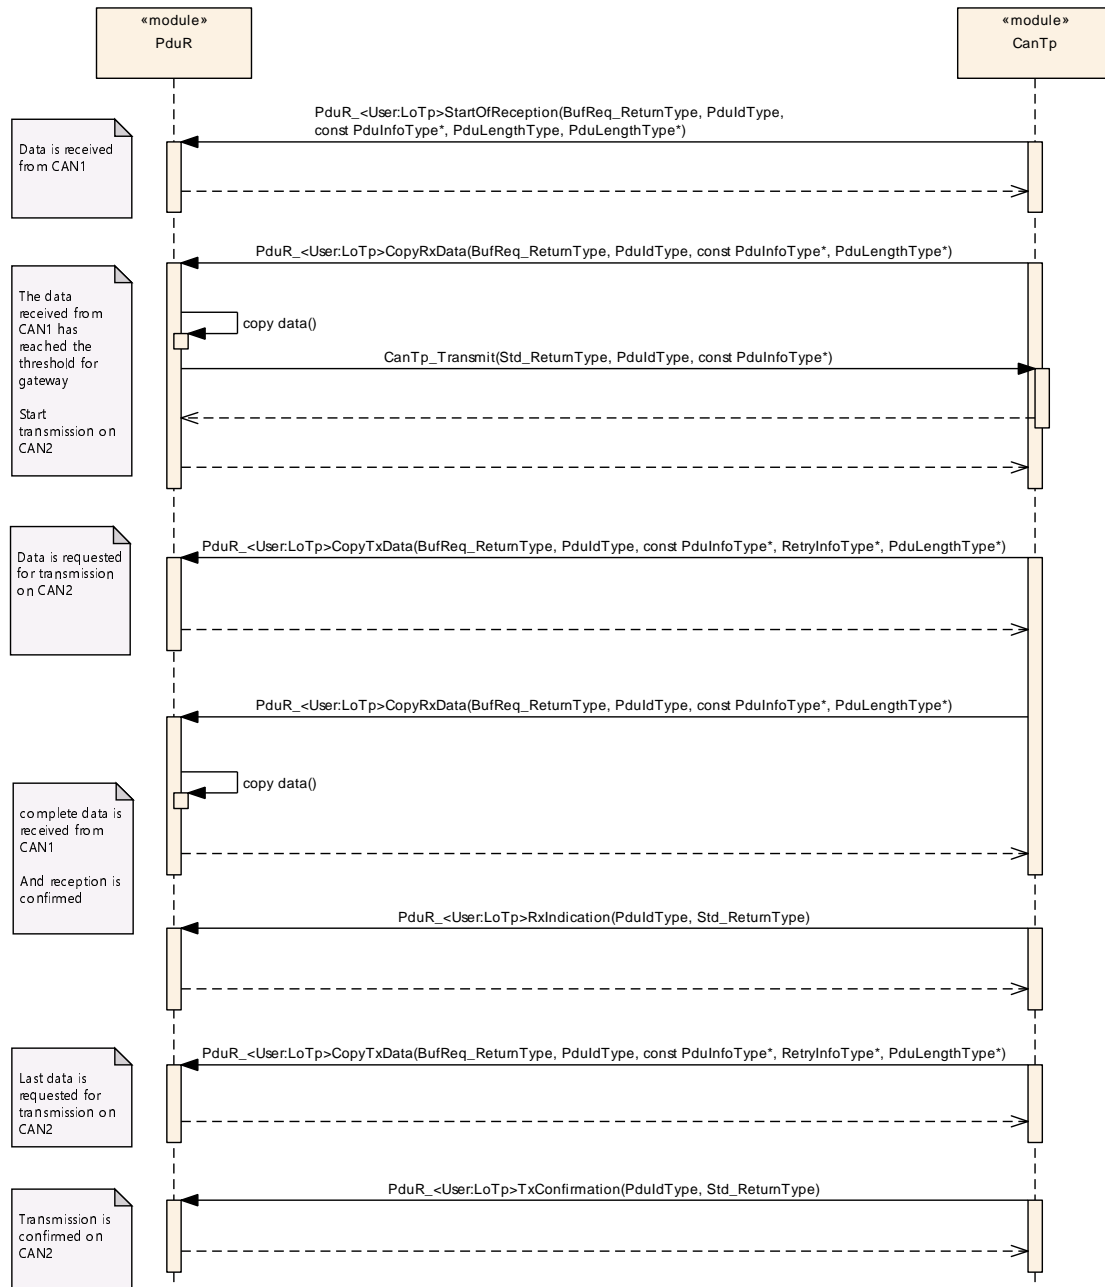 «module»
PduR
«module»
CanTp
PduR_<User:LoTp>StartOfReception(BufReq_ReturnType, PduIdType,
const PduInfoType*, PduLengthType, PduLengthType*)
Data is received
from CAN1
PduR_<User:LoTp>CopyRxData(BufReq_ReturnType, PduIdType, const PduInfoType*, PduLengthType*)
The data
received from
CAN1 has
reached the
threshold for
gateway
Start
transmission on
CAN2
copy data()
CanTp_Transmit(Std_ReturnType, PduIdType, const PduInfoType*)
PduR_<User:LoTp>CopyTxData(BufReq_ReturnType, PduIdType, const PduInfoType*, RetryInfoType*, PduLengthType*)
Data is requested
for transmission
on CAN2
PduR_<User:LoTp>CopyRxData(BufReq_ReturnType, PduIdType, const PduInfoType*, PduLengthType*)
copy data()
complete data is
received from
CAN1
And reception is
confirmed
PduR_<User:LoTp>RxIndication(PduIdType, Std_ReturnType)
PduR_<User:LoTp>CopyTxData(BufReq_ReturnType, PduIdType, const PduInfoType*, RetryInfoType*, PduLengthType*)
Last data is
requested for
transmission on
CAN2
PduR_<User:LoTp>TxConfirmation(PduIdType, Std_ReturnType)
Transmission is
confirmed on
CAN2